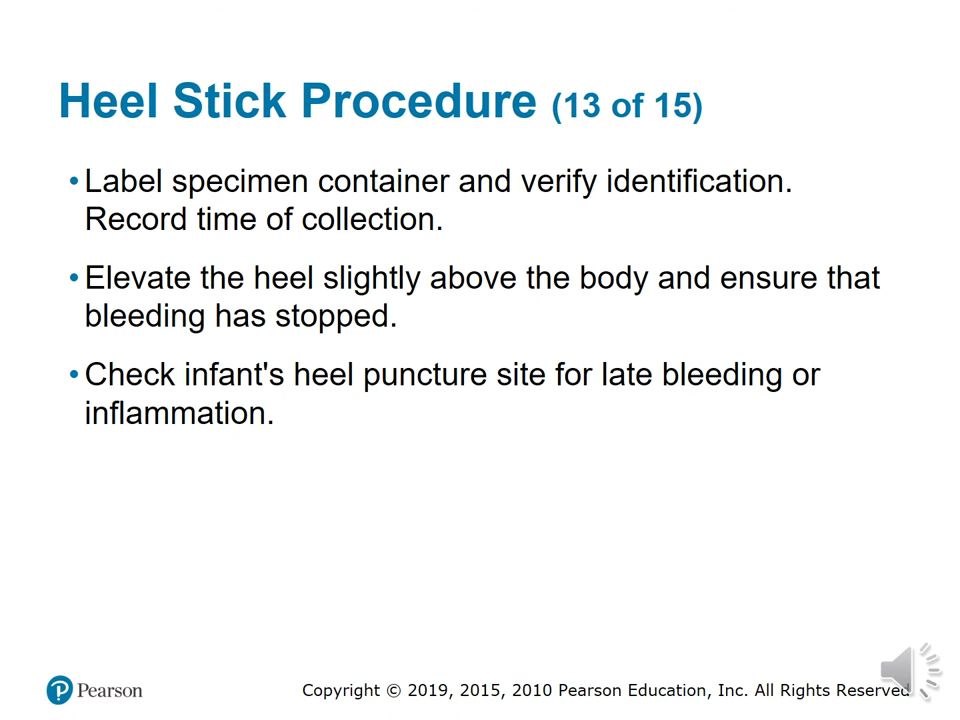 Heel Stick Procedure (13 of 15)
• Label specimen container and verify identification.
Record time of collection.
• Elevate the heel slightly above the body and ensure that
bleeding has stopped.
• Check infant's heel puncture site for late bleeding or
inflammation.
Pearson
Copyright © 2019, 2015, 2010 Pearson Education, Inc. All Rights Reserved